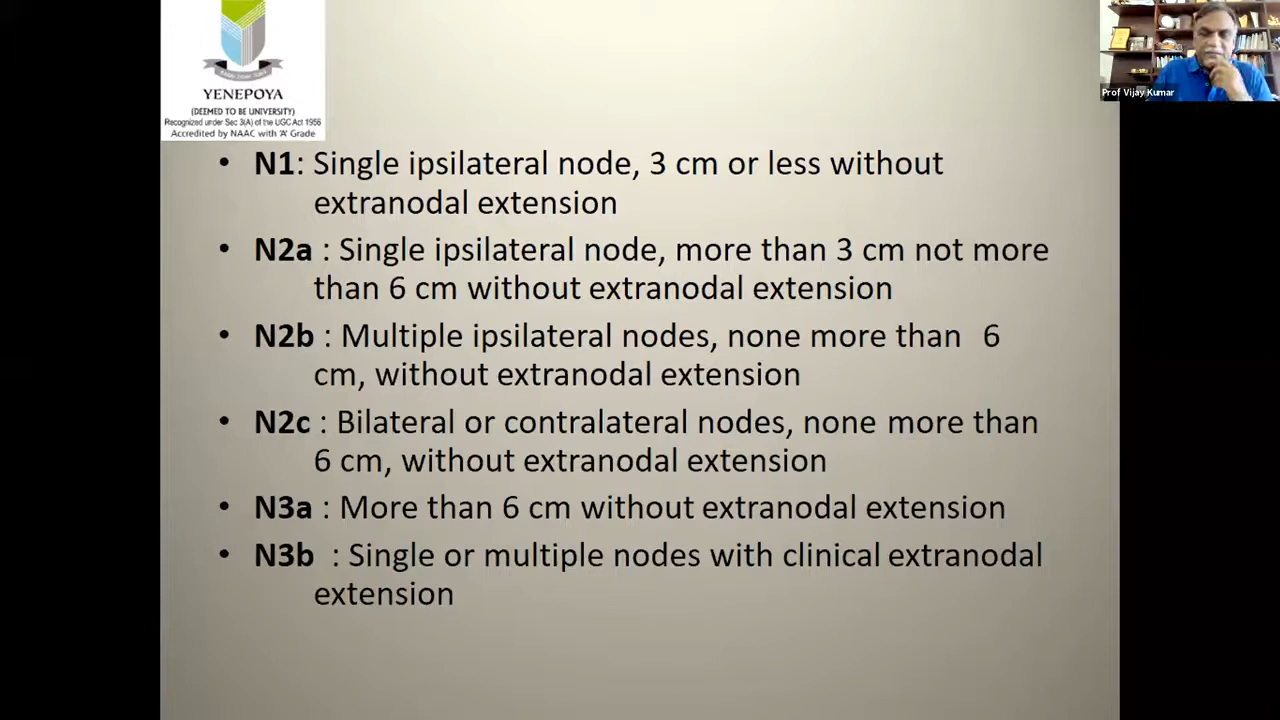 YENEPOYA
(DEEMED TO BE UNIVERSITY)
Recognized under Sec 3(A) of the UGC Act 1956
Accredited by NAAC with 'A' Grade
Prof Vijay Kumar
• N1: Single ipsilateral node, 3 cm or less without
extranodal extension
• N2a : Single ipsilateral node, more than 3 cm not more
than 6 cm without extranodal extension
• N2b : Multiple ipsilateral nodes, none more than 6
cm, without extranodal extension
• N2c : Bilateral or contralateral nodes, none more than
6 cm, without extranodal extension
• N3a : More than 6 cm without extranodal extension
• N3b : Single or multiple nodes with clinical extranodal
extension